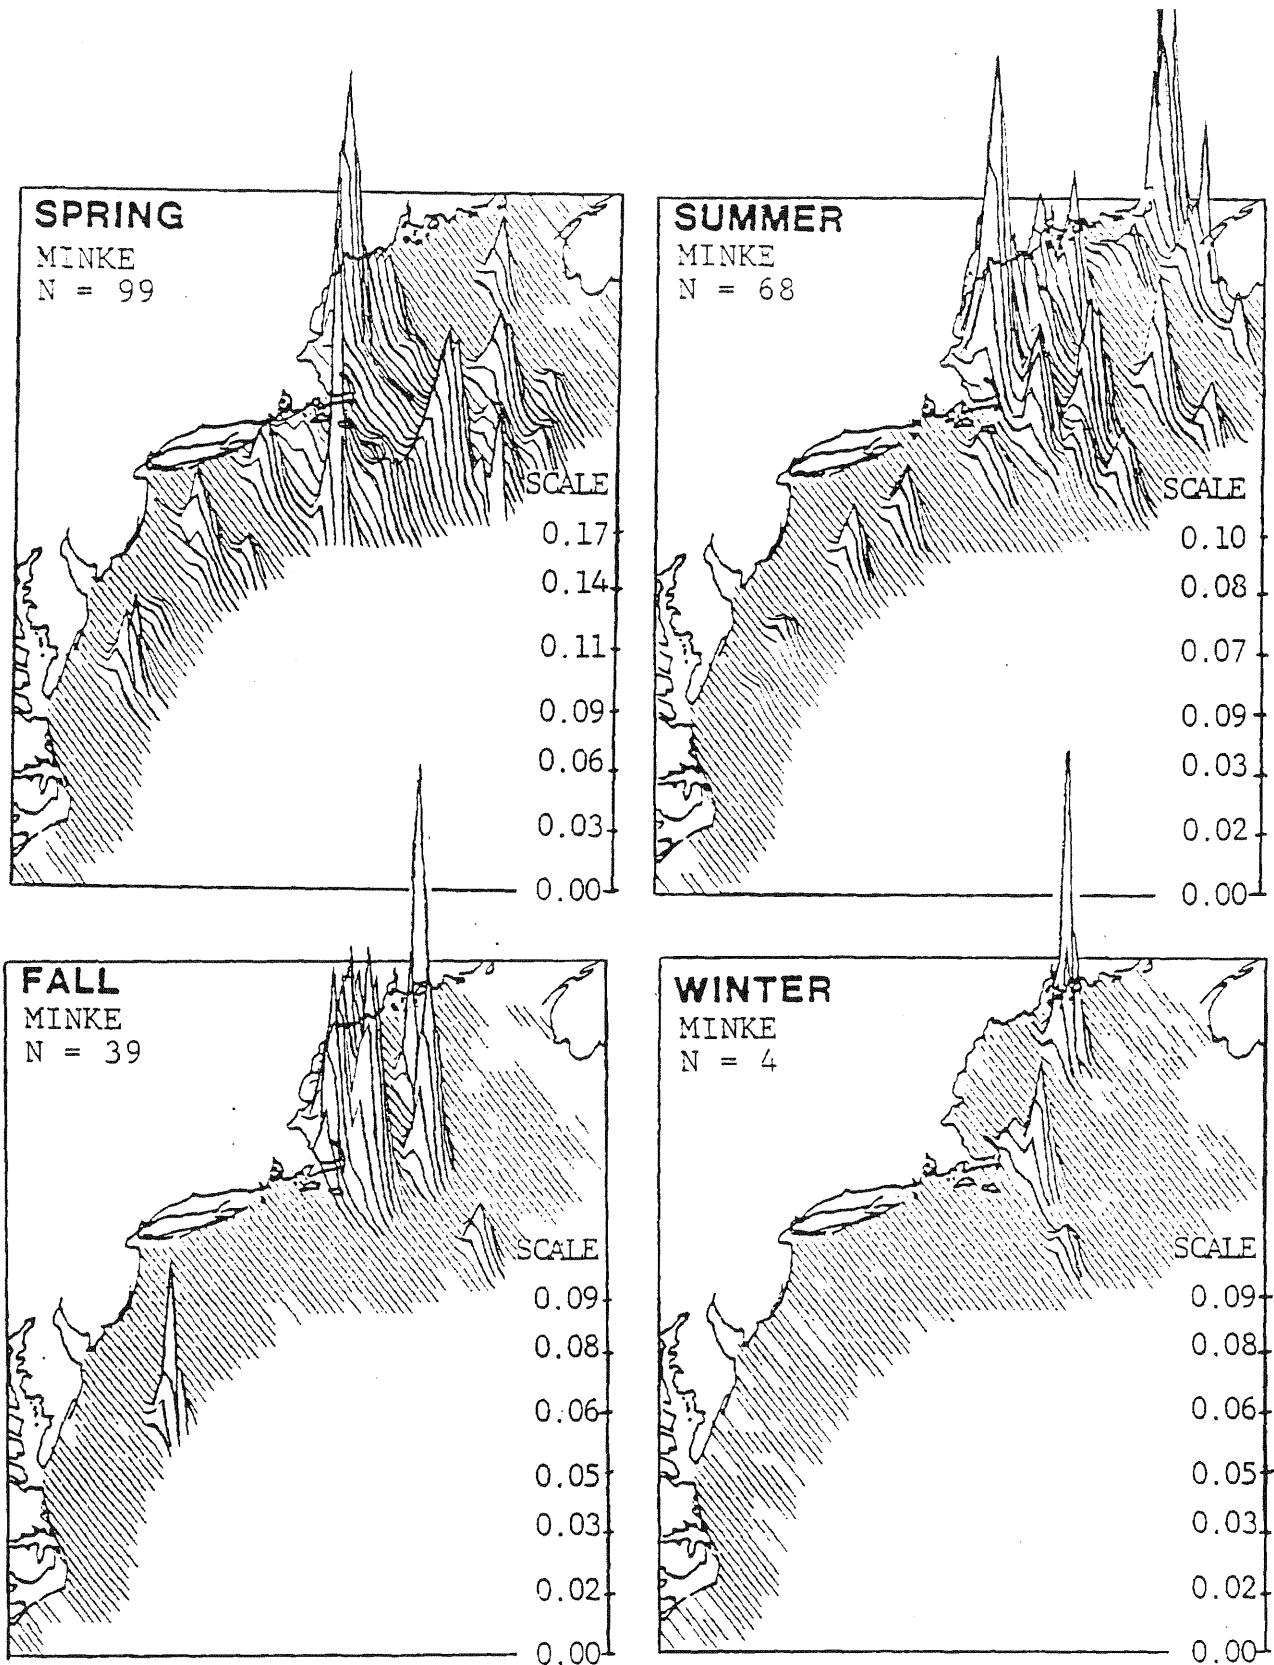 SPRING
MINKE
N = 99
SCALE
0.17
0.14
0.11
0.09
0.06
0.03
0.00
SUMMER
MINKE
N = 68
SCALE
0.10
0.08
0.07
0.09
0.03
0.02
0.00
FALL
MINKE
N = 39
SCALE
0.09
0.08
0.06
0.05
0.03
0.02
0.00
WINTER
MINKE
N = 4
SCALE
0.09
0.08
0.06
0.05
0.03
0.02
0.00